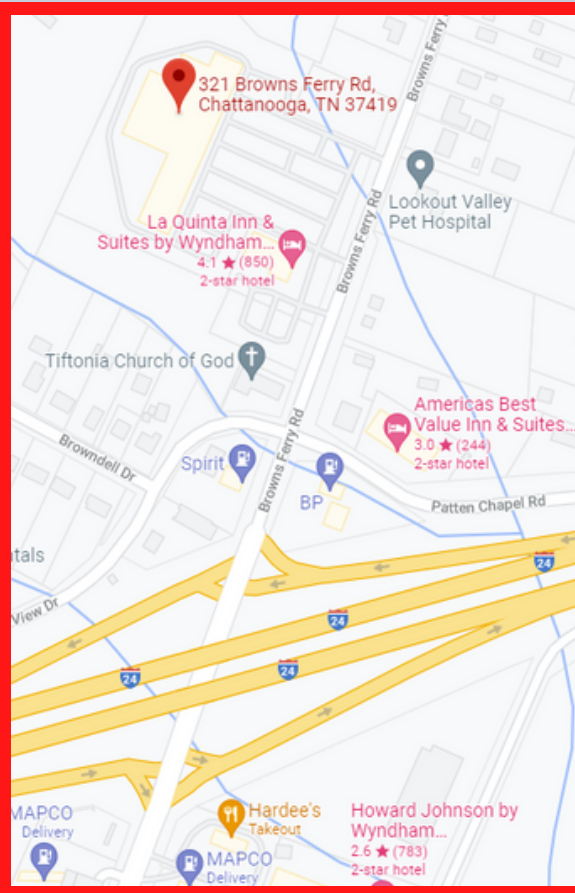 Browns Ferry
321 Browns Ferry Rd,
Chattanooga, TN 37419
Lookout Valley
Pet Hospital
Browns Ferry Rd
La Quinta Inn &
Suites by Wyndham...
4.1 ★ (850)
2-star hotel
Tiftonia Church of God
Americas Best
Value Inn & Suites...
3.0 ★ (244)
2-star hotel
Browndell Dr
Spirit
Browns Ferry Rd
BP
Patten Chapel Rd
tals
24
View Dr
24
24
24
MAPCO
Delivery
Hardee's
Takeout
MAPCO
Delivery
Howard Johnson by
Wyndham...
2.6 ★ (783)
2-star hotel